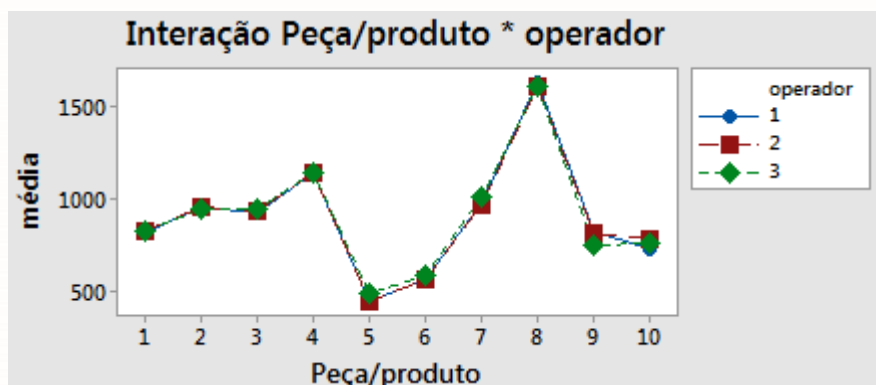 Interação Peça/produto * operador
média
1500
1000
500
1 2 3 4 5 6 7 8 9 10
Peça/produto
operador
1
2
3